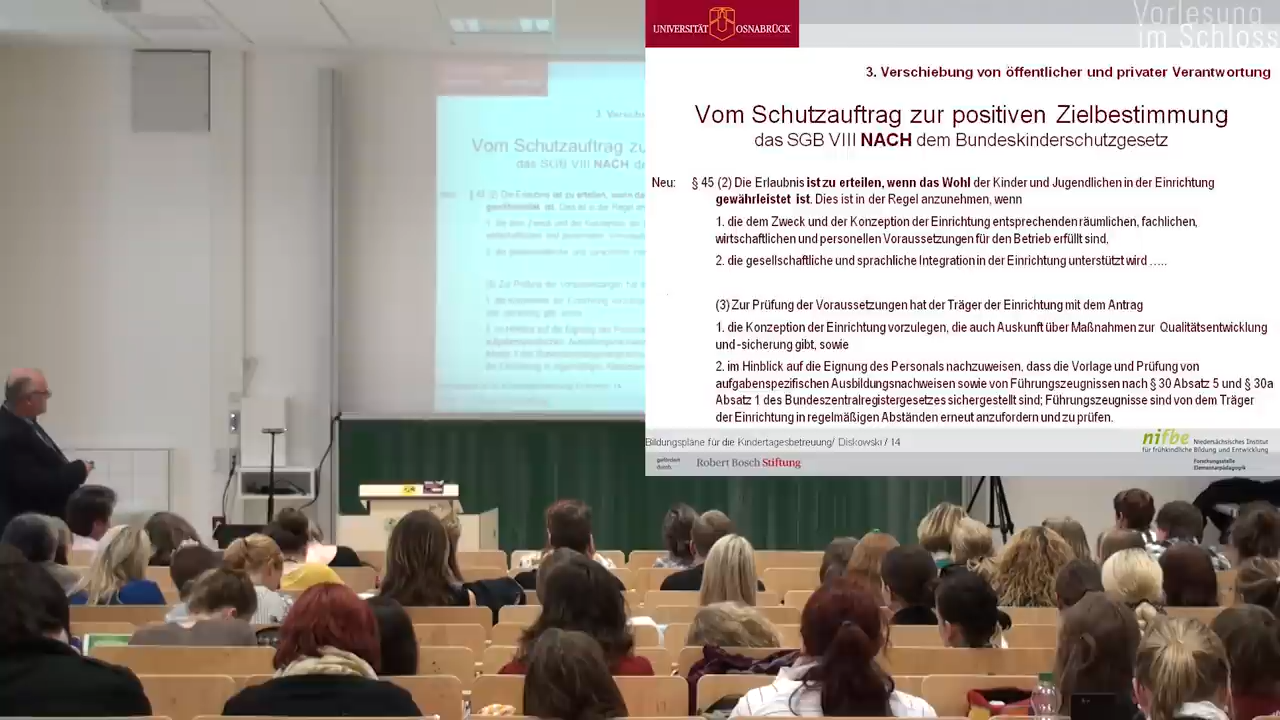 UNIVERSITÄT OSNABRÜCK
Vorlesung
im Schloss
3. Verschiebung von öffentlicher und privater Verantwortung
Vom Schutzauftrag zur positiven Zielbestimmung
das SGB VIII NACH dem Bundeskinderschutzgesetz
Neu: § 45 (2) Die Erlaubnis ist zu erteilen, wenn das Wohl der Kinder und Jugendlichen in der Einrichtung
gewährleistet ist. Dies ist in der Regel anzunehmen, wenn
1. die dem Zweck und der Konzeption der Einrichtung entsprechenden räumlichen, fachlichen,
wirtschaftlichen und personellen Voraussetzungen für den Betrieb erfüllt sind,
2. die gesellschaftliche und sprachliche Integration in der Einrichtung unterstützt wird …..
(3) Zur Prüfung der Voraussetzungen hat der Träger der Einrichtung mit dem Antrag
1. die Konzeption der Einrichtung vorzulegen, die auch Auskunft über Maßnahmen zur Qualitätsentwicklung
und -sicherung gibt, sowie
2. im Hinblick auf die Eignung des Personals nachzuweisen, dass die Vorlage und Prüfung von
aufgabenspezifischen Ausbildungsnachweisen sowie von Führungszeugnissen nach § 30 Absatz 5 und § 30a
Absatz 1 des Bundeszentralregistergesetzes sichergestellt sind; Führungszeugnisse sind von dem Träger
der Einrichtung in regelmäßigen Abständen erneut anzufordern und zu prüfen.
Bildungspläne für die Kindertagesbetreuung/ Diskowski / 14
nifbe Niedersächsisches Institut
für frühkindliche Bildung und Entwicklung
gefördert
durch:
Robert Bosch Stiftung
Forschungsstelle
Elementarpädagogik
3. Verschie
Vom Schutzauftrag zu
das SGB VIII NACH de